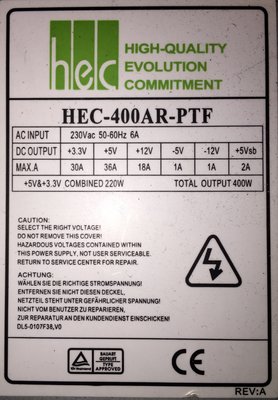 hec
HIGH-QUALITY
EVOLUTION
COMMITMENT
HEC-400AR-PTF
AC INPUT 230Vac 50-60Hz 6A
DC OUTPUT +3.3V +5V +12V -5V -12V +5Vsb
MAX.A 30A 36A 18A 1A 1A 2A
+5V&+3.3V COMBINED 220W TOTAL OUTPUT 400W
CAUTION:
SELECT THE RIGHT VOLTAGE!
DO NOT REMOVE THIS COVER!
HAZARDOUS VOLTAGES CONTAINED WITHIN
THIS POWER SUPPLY, NOT USER SERVICEABLE.
RETURN TO SERVICE CENTER FOR REPAIR.
ACHTUNG:
WÄHLEN SIE DIE RICHTIGE STROMSPANUNG!
ENTFERNEN SIE NICHT DIESEN DECKEL.
NETZTEIL STEHT UNTER GEFÄHRLICHER SPANNUNG.
NICHT VOM BENUTZER ZU REPARIEREN,
ZUR REPARATUR AN DEN KUNDENDIENST EINSCHICKEN!
DL5-0107F38,V0
BAUART
GEPRÜFT
TYPE
APPROVED
CE
REV:A